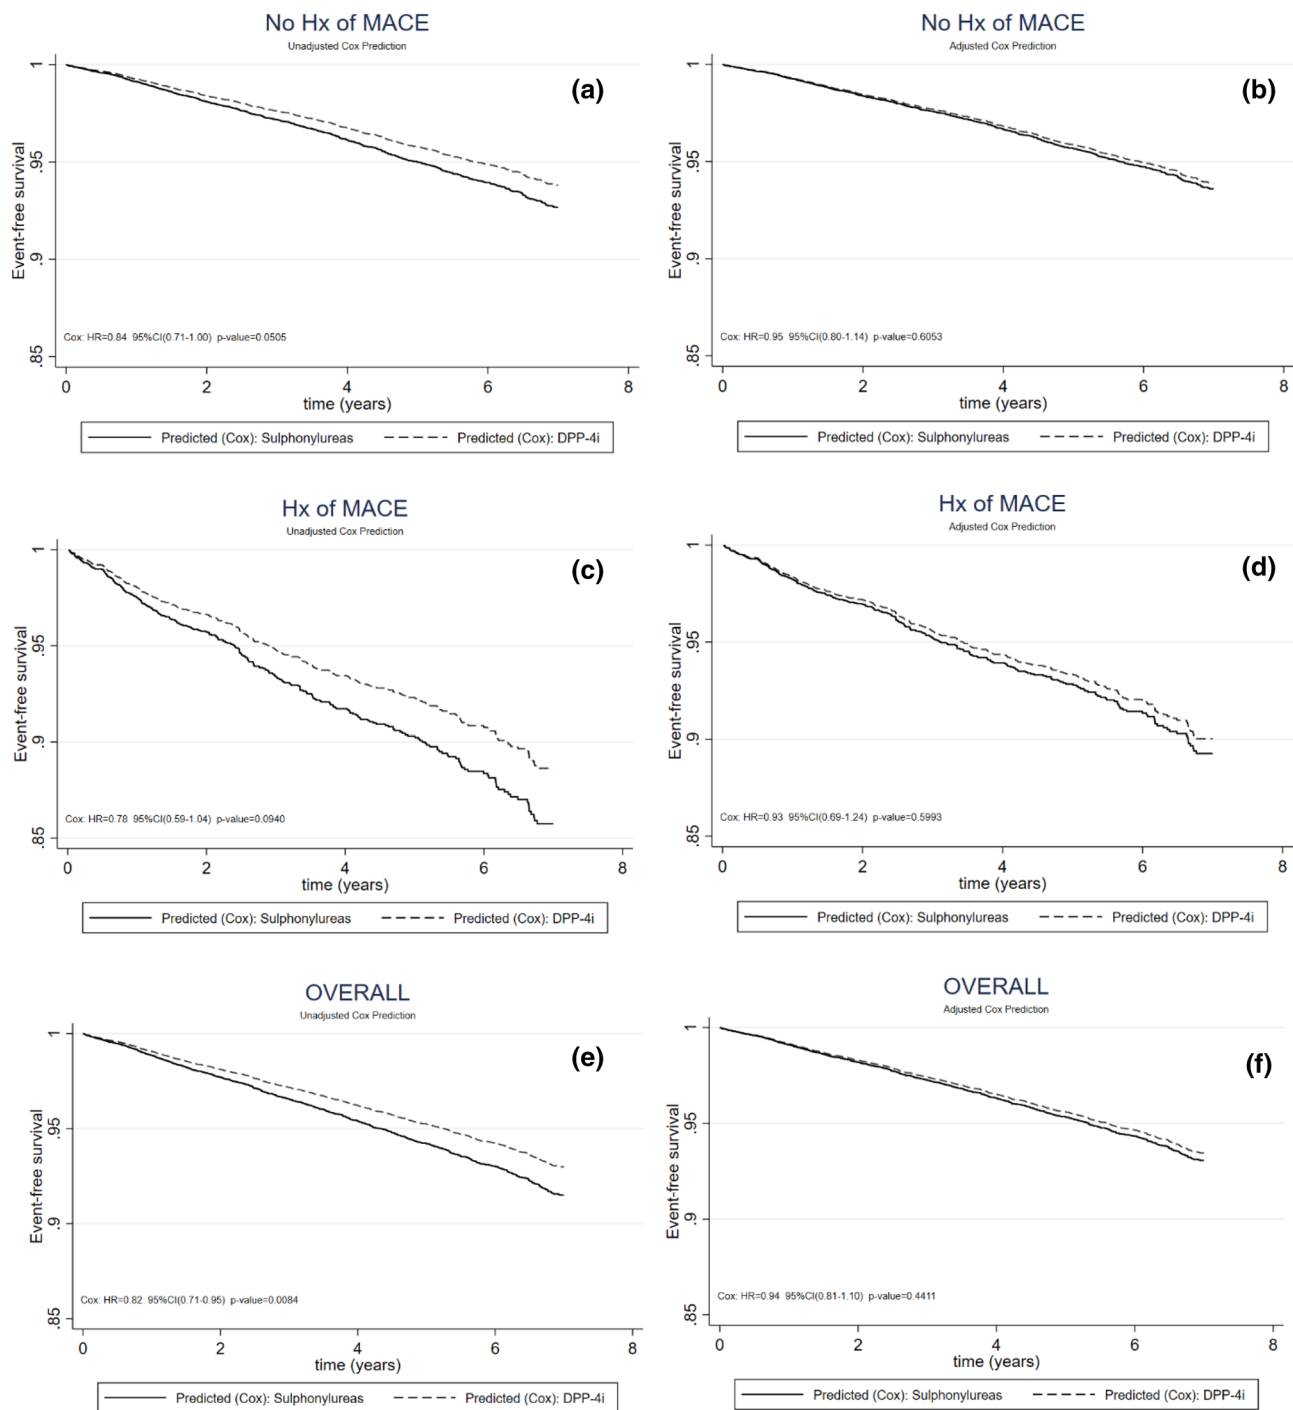 No Hx of MACE
Unadjusted Cox Prediction
(a)
1
.95
.9
.85
Event-free survival
Cox: HR=0.84 95%CI(0.71-1.00) p-value=0.0505
0 2 4 6 8
time (years)
Predicted (Cox): Sulphonylureas Predicted (Cox): DPP-4i
No Hx of MACE
Adjusted Cox Prediction
(b)
1
.95
.9
.85
Event-free survival
Cox: HR=0.95 95%CI(0.80-1.14) p-value=0.6053
0 2 4 6 8
time (years)
Predicted (Cox): Sulphonylureas Predicted (Cox): DPP-4i
Hx of MACE
Unadjusted Cox Prediction
(c)
1
.95
.9
.85
Event-free survival
Cox: HR=0.78 95%CI(0.59-1.04) p-value=0.0940
0 2 4 6 8
time (years)
Predicted (Cox): Sulphonylureas Predicted (Cox): DPP-4i
Hx of MACE
Adjusted Cox Prediction
(d)
1
.95
.9
.85
Event-free survival
Cox: HR=0.93 95%CI(0.69-1.24) p-value=0.5993
0 2 4 6 8
time (years)
Predicted (Cox): Sulphonylureas Predicted (Cox): DPP-4i
OVERALL
Unadjusted Cox Prediction
(e)
1
.95
.9
.85
Event-free survival
Cox: HR=0.82 95%CI(0.71-0.95) p-value=0.0084
0 2 4 6 8
time (years)
Predicted (Cox): Sulphonylureas Predicted (Cox): DPP-4i
OVERALL
Adjusted Cox Prediction
(f)
1
.95
.9
.85
Event-free survival
Cox: HR=0.94 95%CI(0.81-1.10) p-value=0.4411
0 2 4 6 8
time (years)
Predicted (Cox): Sulphonylureas Predicted (Cox): DPP-4i